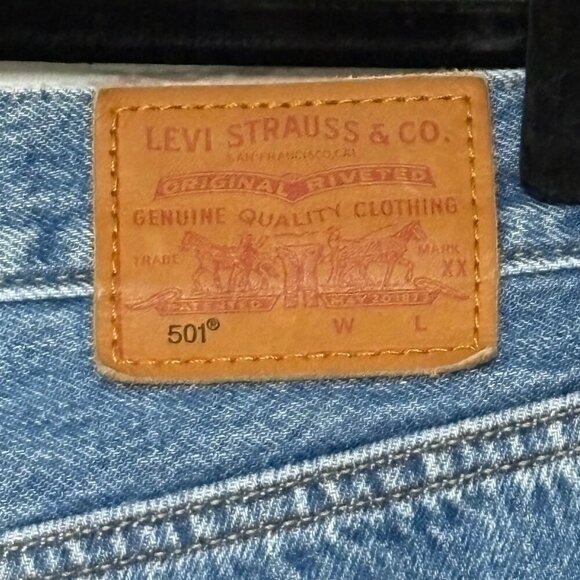 LEVI STRAUSS & CO.
SAN FRANCISCO, CAL
ORIGINAL RIVETED
GENUINE QUALITY CLOTHING
TRADE MARK
XX
PATENTED MAY 20 1873
501® W L